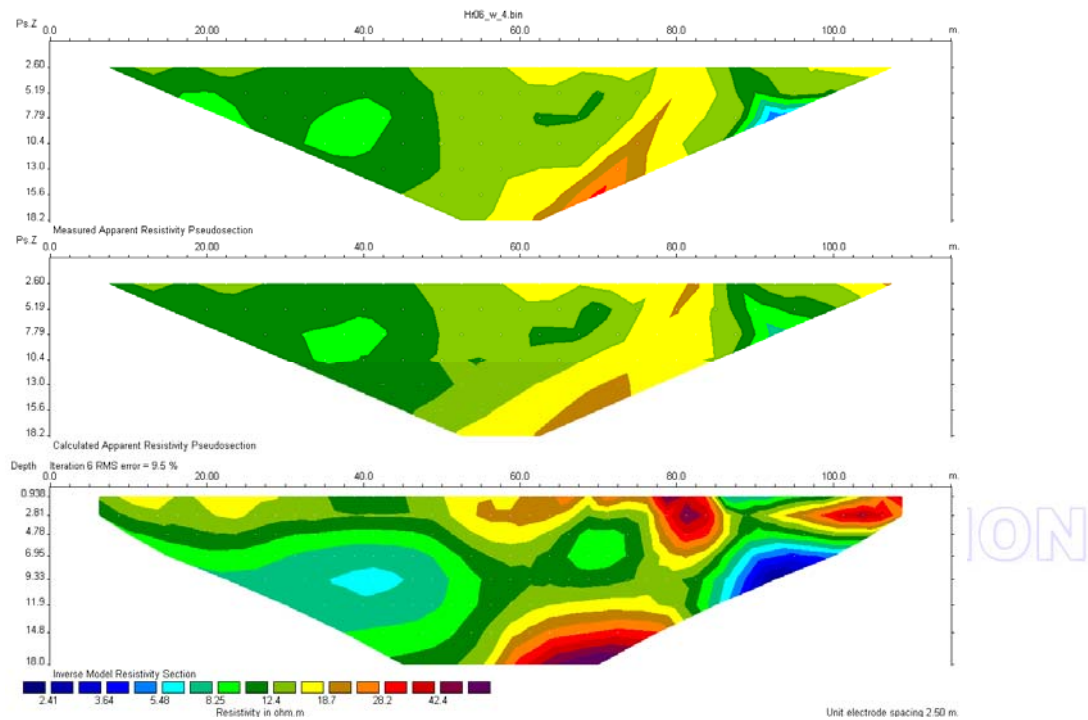 Hr06_w_4.bin
Ps.Z 0.0 20.00 40.0 60.0 80.0 100.0 m.
2.60
5.19
7.79
10.4
13.0
15.6
18.2
Measured Apparent Resistivity Pseudosection
Ps.Z 0.0 20.00 40.0 60.0 80.0 100.0 m.
2.60
5.19
7.79
10.4
13.0
15.6
18.2
Calculated Apparent Resistivity Pseudosection
Depth Iteration 6 RMS error = 9.5 %
0.0 20.00 40.0 60.0 80.0 100.0 m.
0.938
2.81
4.78
6.95
9.33
11.9
14.8
18.0
ION
Inverse Model Resistivity Section
2.41 3.64 5.48 8.25 12.4 18.7 28.2 42.4
Resistivity in ohm.m
Unit electrode spacing 2.50 m.